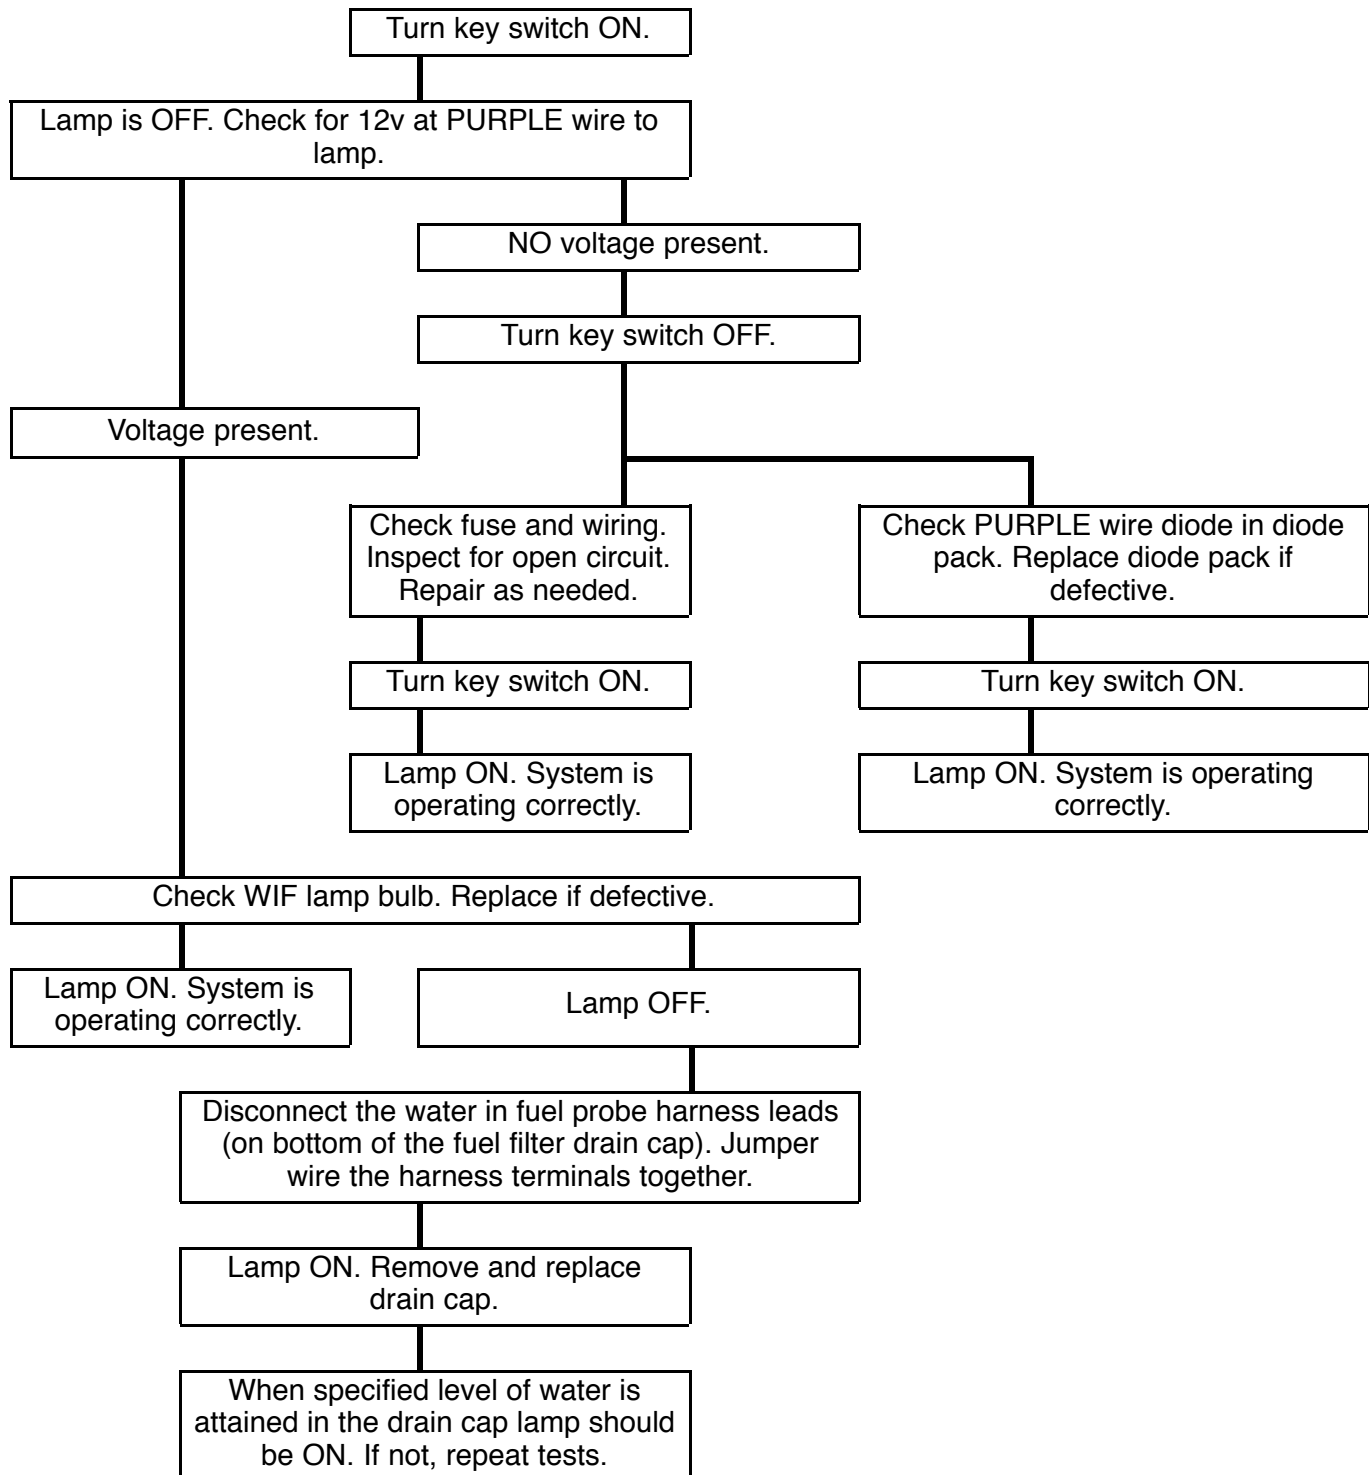 Turn key switch ON.
Lamp is OFF. Check for 12v at PURPLE wire to
lamp.
NO voltage present.
Turn key switch OFF.
Voltage present.
Check fuse and wiring.
Inspect for open circuit.
Repair as needed.
Check PURPLE wire diode in diode
pack. Replace diode pack if
defective.
Turn key switch ON.
Turn key switch ON.
Lamp ON. System is
operating correctly.
Lamp ON. System is operating
correctly.
Check WIF lamp bulb. Replace if defective.
Lamp ON. System is
operating correctly.
Lamp OFF.
Disconnect the water in fuel probe harness leads
(on bottom of the fuel filter drain cap). Jumper
wire the harness terminals together.
Lamp ON. Remove and replace
drain cap.
When specified level of water is
attained in the drain cap lamp should
be ON. If not, repeat tests.